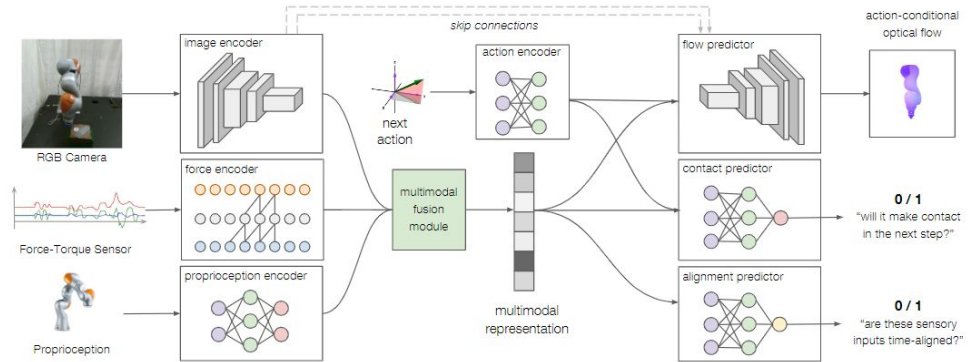 image encoder
RGB Camera
force encoder
Force-Torque Sensor
proprioception encoder
Proprioception
skip connections
action encoder
next
action
multimodal
fusion
module
multimodal
representation
flow predictor
action-conditional
optical flow
contact predictor
0 / 1
“will it make contact
in the next step?”
alignment predictor
0 / 1
“are these sensory
inputs time-aligned?”